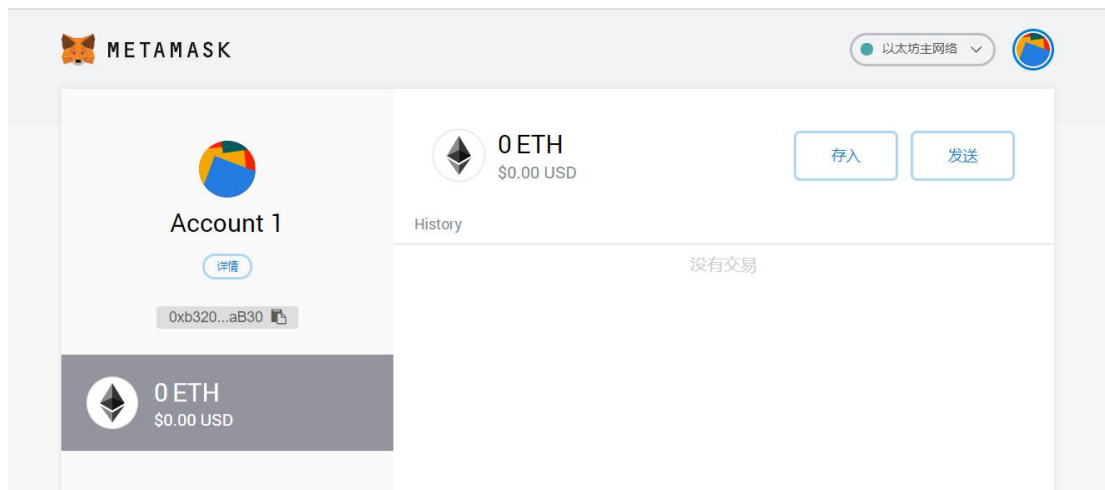 METAMASK
以太坊主网络
Account 1
详情
0xb320...aB30
0 ETH
$0.00 USD
0 ETH
$0.00 USD
存入
发送
History
没有交易